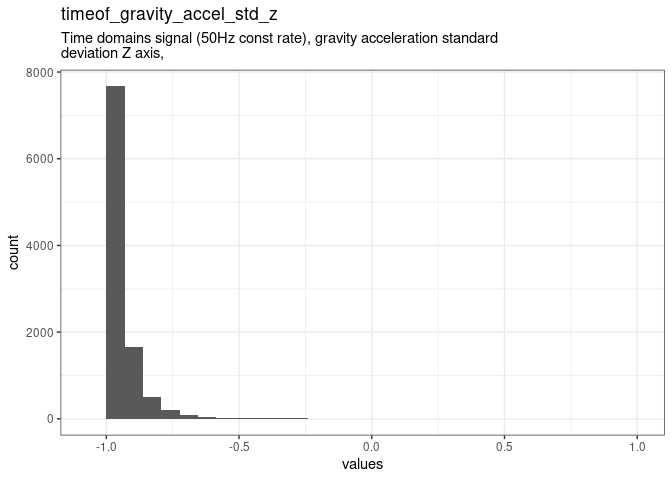 timeof_gravity_accel_std_z
Time domains signal (50Hz const rate), gravity acceleration standard
deviation Z axis,
8000
6000
4000
2000
0
count
-1.0
-0.5
0.0
0.5
1.0
values